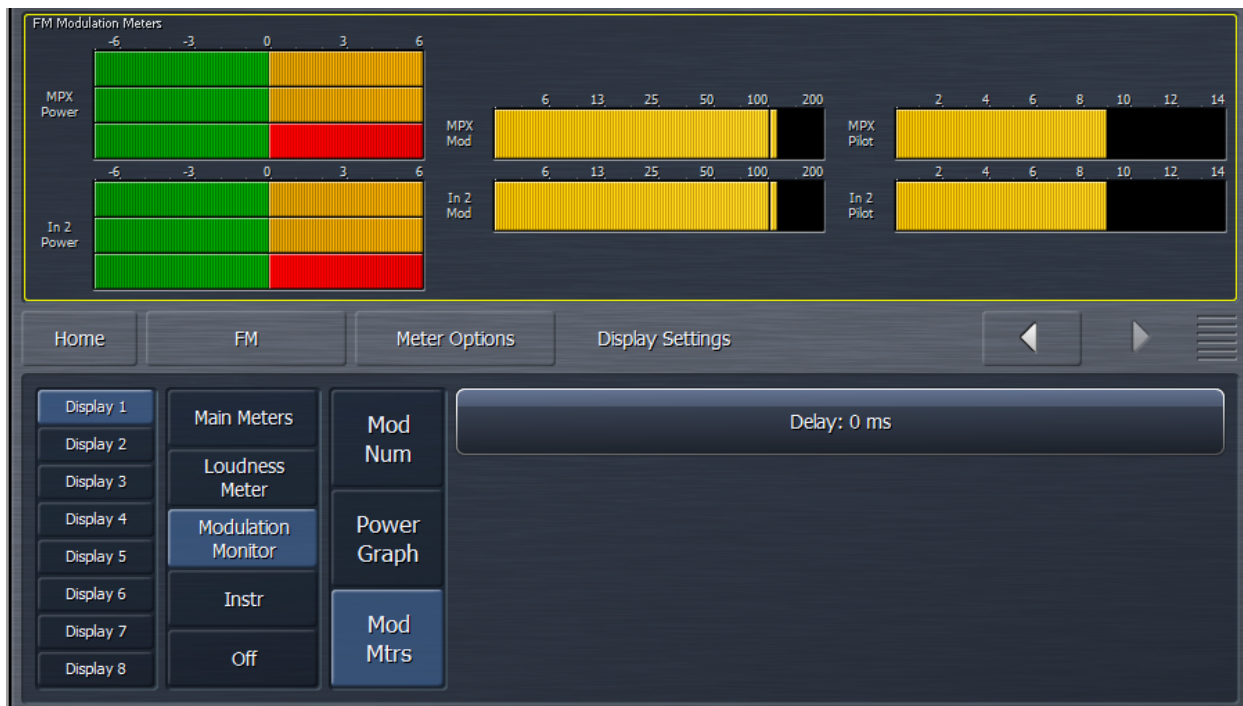 FM Modulation Meters
-6 -3 0 3 6
MPX
Power
6 13 25 50 100 200
MPX
Mod
2 4 6 8 10 12 14
MPX
Pilot
-6 -3 0 3 6
In 2
Power
6 13 25 50 100 200
In 2
Mod
2 4 6 8 10 12 14
In 2
Pilot
Home FM Meter Options Display Settings
Display 1
Display 2
Display 3
Display 4
Display 5
Display 6
Display 7
Display 8
Main Meters
Loudness
Meter
Modulation
Monitor
Instr
Off
Mod
Num
Power
Graph
Mod
Mtrs
Delay: 0 ms